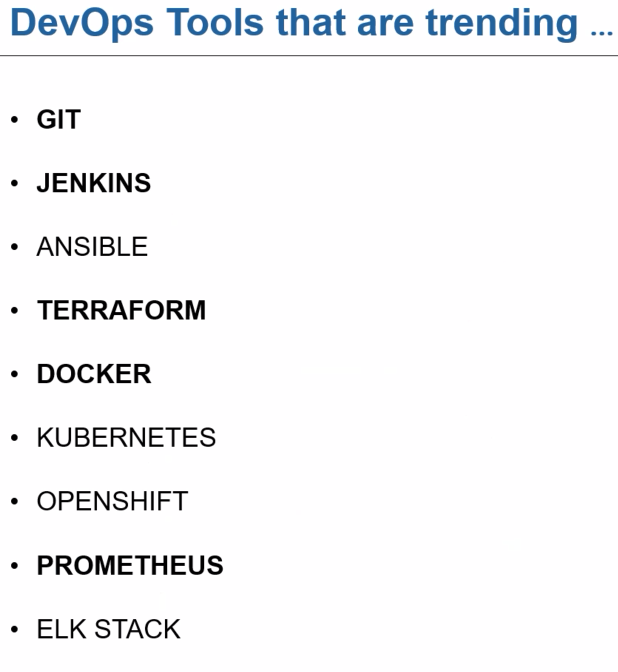 DevOps Tools that are trending ...
• GIT
• JENKINS
• ANSIBLE
• TERRAFORM
• DOCKER
• KUBERNETES
• OPENSHIFT
• PROMETHEUS
• ELK STACK